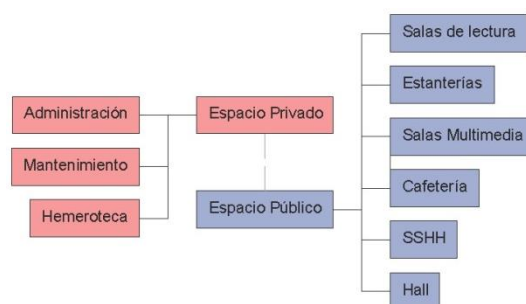 Salas de lectura
Estanterías
Administración
Espacio Privado
Salas Multimedia
Mantenimiento
Cafetería
Espacio Público
Hemeroteca
SSHH
Hall